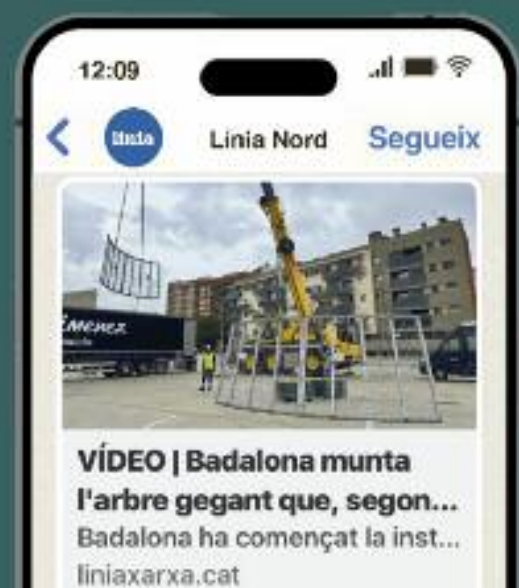 12:09
línia
Linia Nord
Segueix
VÍDEO | Badalona munta
l'arbre gegant que, segon...
Badalona ha començat la inst...
liniaxarxa.cat